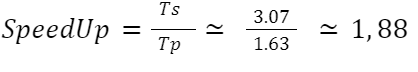 SpeedUp = Ts/Tp ≃ 3.07/1.63 ≃ 1,88